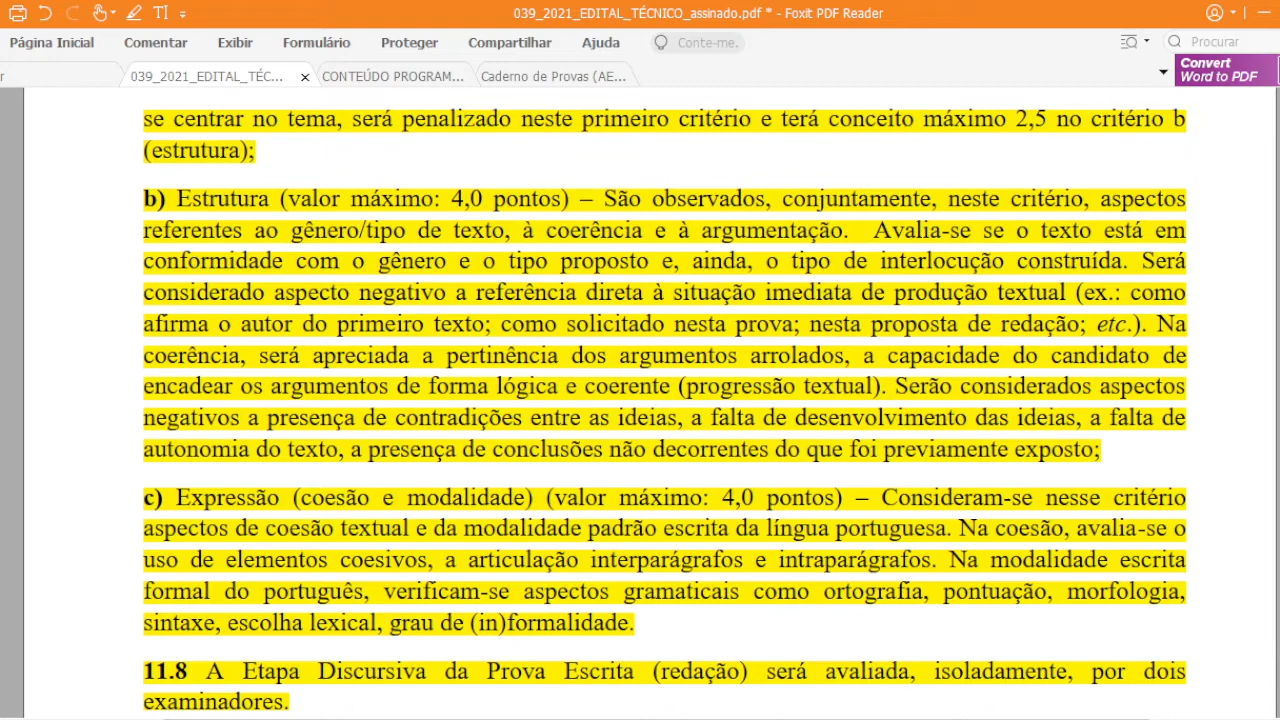 039_2021_EDITAL_TÉCNICO_assinado.pdf * - Foxit PDF Reader
Página Inicial Comentar Exibir Formulário Proteger Compartilhar Ajuda Conte-me. Procurar
r 039_2021_EDITAL_TÉC... × CONTEÚDO PROGRAM... Caderno de Provas (AE...
Convert
Word to PDF
se centrar no tema, será penalizado neste primeiro critério e terá conceito máximo 2,5 no critério b
(estrutura);
b) Estrutura (valor máximo: 4,0 pontos) – São observados, conjuntamente, neste critério, aspectos
referentes ao gênero/tipo de texto, à coerência e à argumentação. Avalia-se se o texto está em
conformidade com o gênero e o tipo proposto e, ainda, o tipo de interlocução construída. Será
considerado aspecto negativo a referência direta à situação imediata de produção textual (ex.: como
afirma o autor do primeiro texto; como solicitado nesta prova; nesta proposta de redação; etc.). Na
coerência, será apreciada a pertinência dos argumentos arrolados, a capacidade do candidato de
encadear os argumentos de forma lógica e coerente (progressão textual). Serão considerados aspectos
negativos a presença de contradições entre as ideias, a falta de desenvolvimento das ideias, a falta de
autonomia do texto, a presença de conclusões não decorrentes do que foi previamente exposto;
c) Expressão (coesão e modalidade) (valor máximo: 4,0 pontos) – Consideram-se nesse critério
aspectos de coesão textual e da modalidade padrão escrita da língua portuguesa. Na coesão, avalia-se o
uso de elementos coesivos, a articulação interparágrafos e intraparágrafos. Na modalidade escrita
formal do português, verificam-se aspectos gramaticais como ortografia, pontuação, morfologia,
sintaxe, escolha lexical, grau de (in)formalidade.
11.8 A Etapa Discursiva da Prova Escrita (redação) será avaliada, isoladamente, por dois
examinadores.